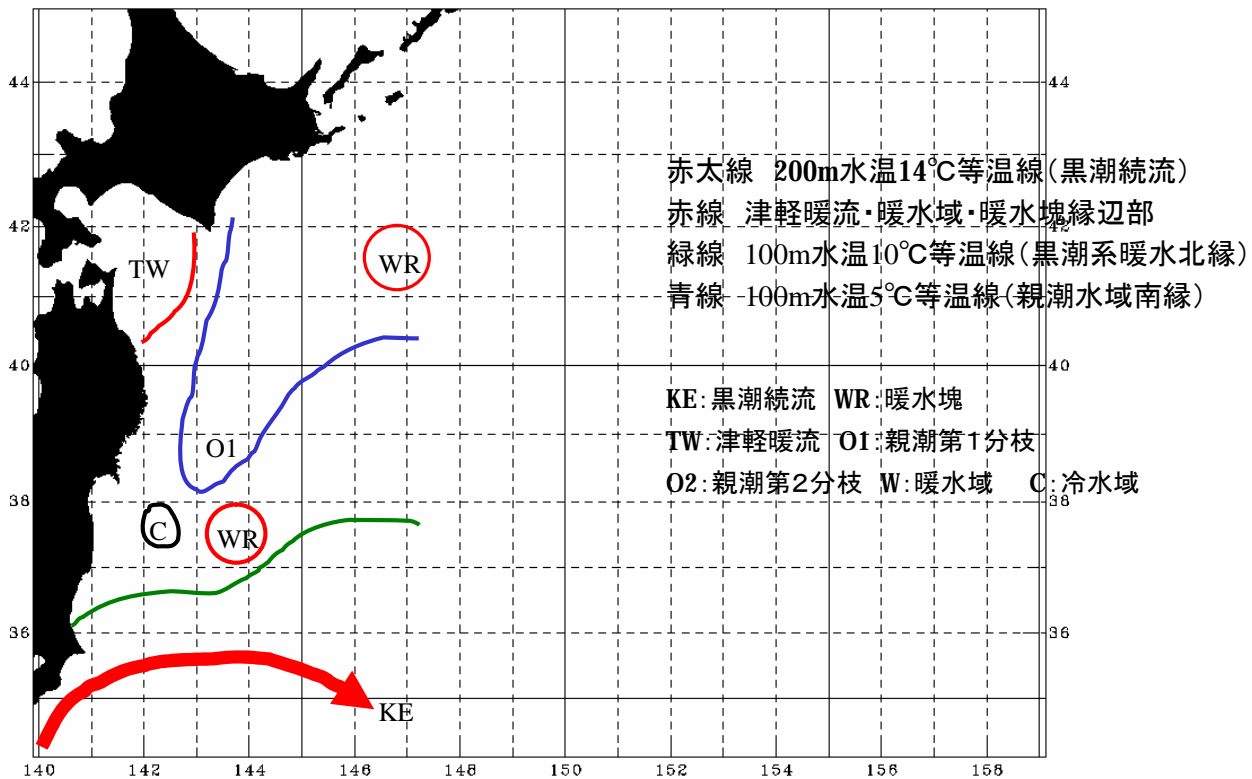 44
44
赤太線 200m水温14℃等温線(黒潮続流)
42
赤線 津軽暖流・暖水域・暖水塊縁辺部
42
TW
WR
緑線 100m水温10℃等温線(黒潮系暖水北縁)
青線 100m水温5℃等温線(親潮水域南縁)
40
40
KE:黒潮続流 WR:暖水塊
O1
TW:津軽暖流 O1:親潮第1分枝
38
O2:親潮第2分枝 W:暖水域 C:冷水域
38
C
WR
36
36
KE
140 142 144 146 148 150 152 154 156 158